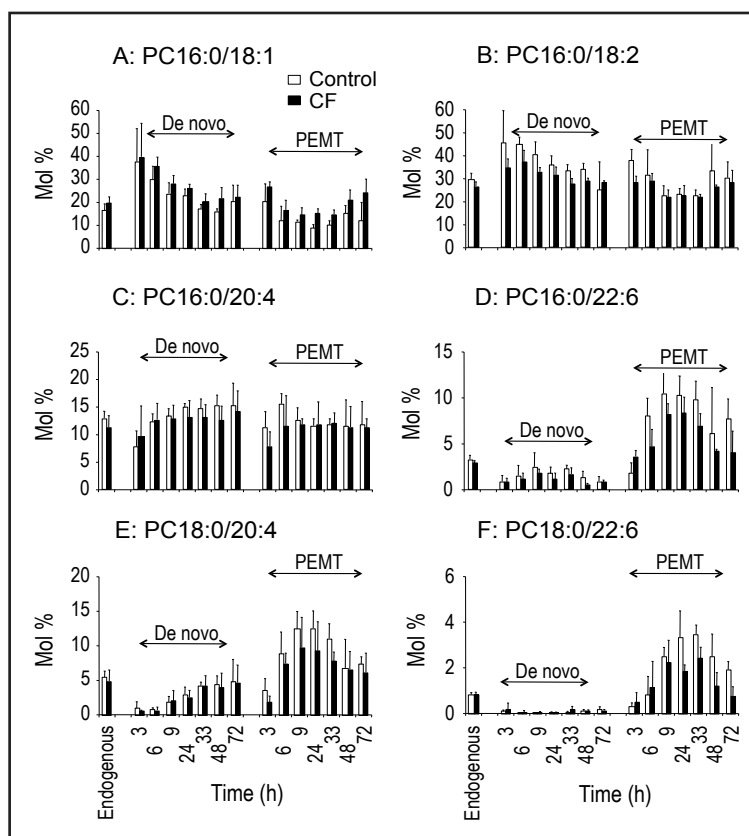 A: PC16:0/18:1
B: PC16:0/18:2
Control
CF
Mol %
60
50
40
30
20
10
0
De novo
PEMT
60
50
40
30
20
10
0
De novo
PEMT
C: PC16:0/20:4
D: PC16:0/22:6
Mol %
25
20
15
10
5
0
De novo
PEMT
15
10
5
0
De novo
PEMT
E: PC18:0/20:4
F: PC18:0/22:6
Mol %
20
15
10
5
0
De novo
PEMT
6
4
2
0
De novo
PEMT
Endogenous 3 6 9 24 33 48 72 3 6 9 24 33 48 72
Endogenous 3 6 9 24 33 48 72 3 6 9 24 33 48 72
Time (h)
Time (h)